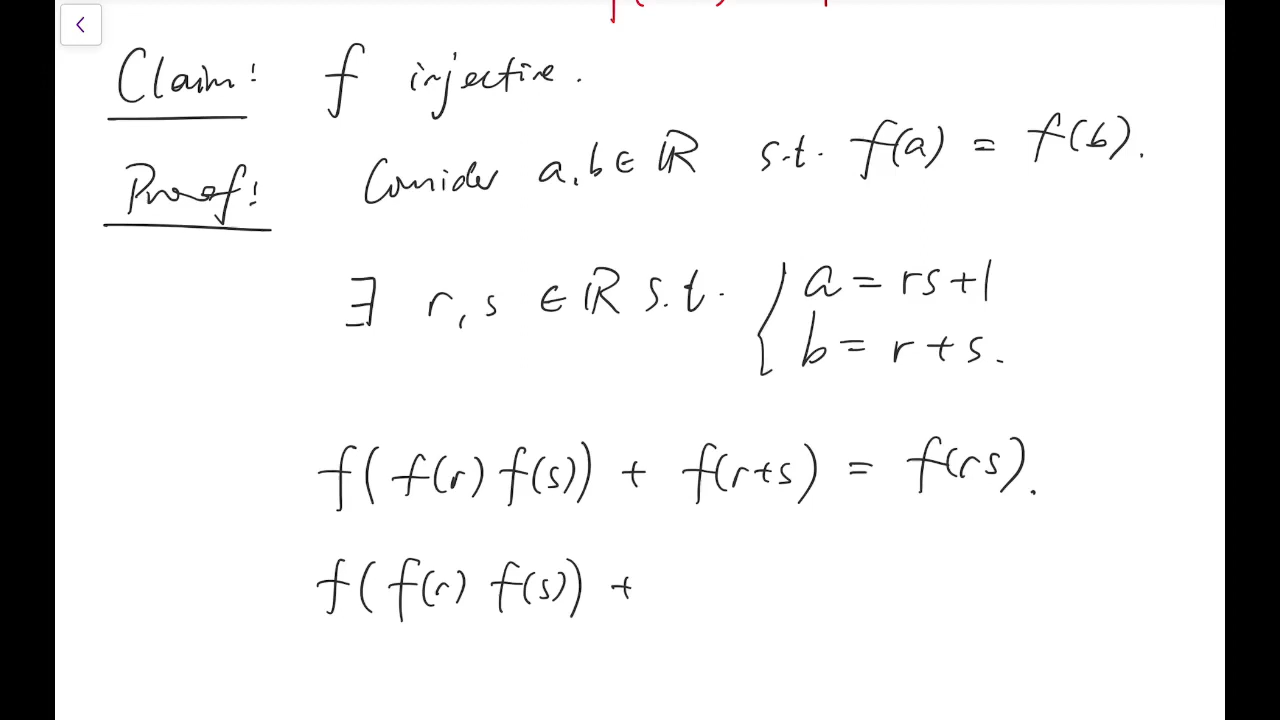 Claim: f injective.
Proof: Consider a, b ∈ ℝ s.t. f(a) = f(b).
∃ r, s ∈ ℝ s.t. { a = rs+1
b = r + s.
f( f(r) f(s)) + f(r+s) = f(rs).
f( f(r) f(s)) +